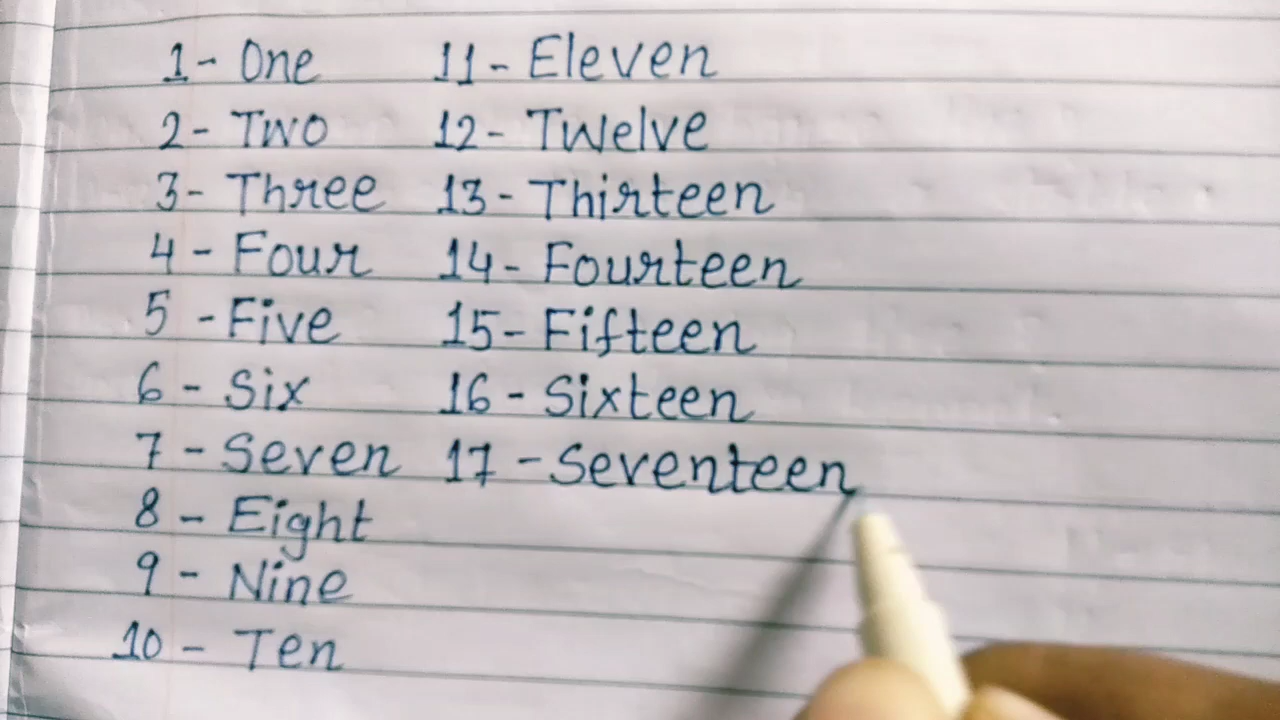 1- One 11- Eleven
2- Two 12- Twelve
3- Three 13- Thirteen
4- Four 14- Fourteen
5 -Five 15- Fifteen
6 - Six 16 - Sixteen
7 - Seven 17 - Seventeen
8 - Eight
9 - Nine
10 - Ten